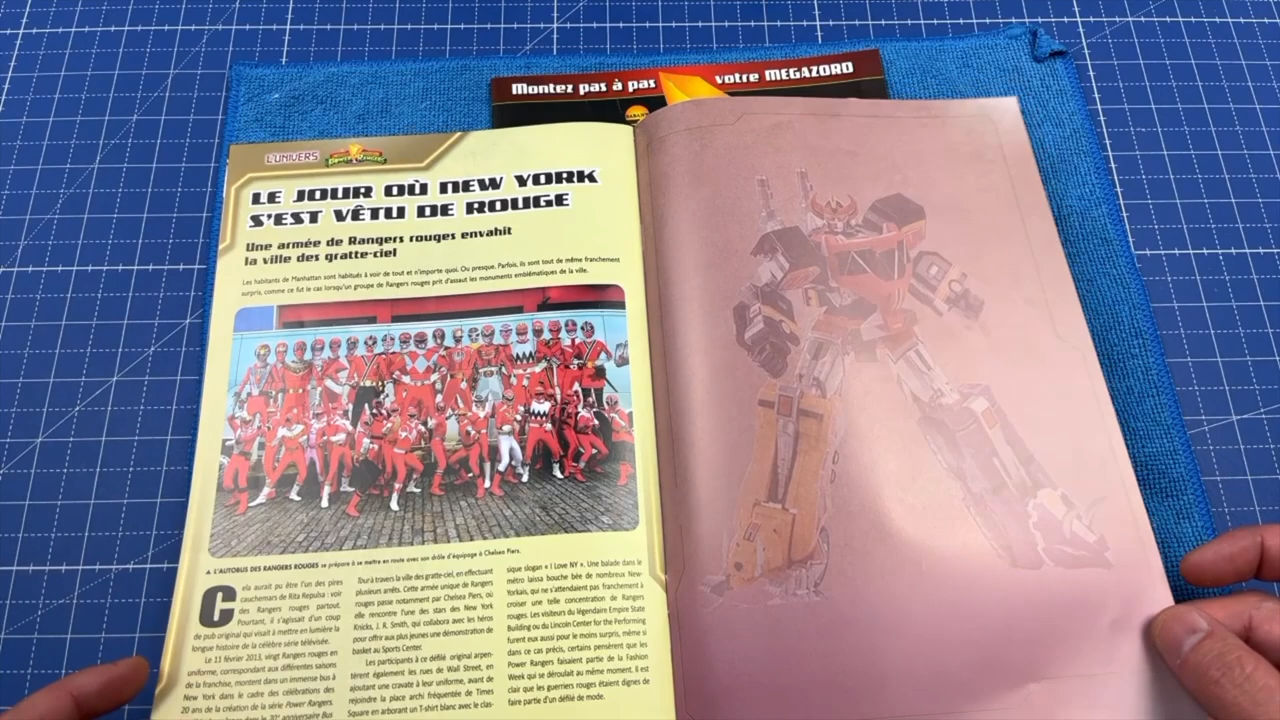 Montez pas à pas votre MEGAZORD
L'UNIVERS POWER RANGERS
LE JOUR OÙ NEW YORK
S'EST VÊTU DE ROUGE
Une armée de Rangers rouges envahit
la ville des gratte-ciel
Les habitants de Manhattan sont habitués à voir de tout et n'importe quoi. Ou presque. Parfois, ils sont tout de même franchement
surpris, comme ce fut le cas lorsqu'un groupe de Rangers rouges prit d'assaut les monuments emblématiques de la ville.
▲ L'AUTOBUS DES RANGERS ROUGES se prépare à se mettre en route avec son drôle d'équipage à Chelsea Piers.
Cela aurait pu être l'un des pires
cauchemars de Rita Repulsa : voir
des Rangers rouges partout.
Pourtant, il s'agissait d'un coup
de pub original qui visait à mettre en lumière la
longue histoire de la célèbre série télévisée.
Le 11 février 2013, vingt Rangers rouges en
uniforme, correspondant aux différentes saisons
de la franchise, montent dans un immense bus à
New York dans le cadre des célébrations des
20 ans de la création de la série Power Rangers.
dans le 20e anniversaire Bus
Tour à travers la ville des gratte-ciel, en effectuant
plusieurs arrêts. Cette armée unique de Rangers
rouges passe notamment par Chelsea Piers, où
elle rencontre l'une des stars des New York
Knicks, J. R. Smith, qui collabora avec les héros
pour offrir aux plus jeunes une démonstration de
basket au Sports Center.
Les participants à ce défilé original arpen-
tèrent également les rues de Wall Street, en
ajoutant une cravate à leur uniforme, avant de
rejoindre la place archi fréquentée de Times
Square en arborant un T-shirt blanc avec le clas-
sique slogan « I Love NY ». Une balade dans le
métro laissa bouche bée de nombreux New-
Yorkais, qui ne s'attendaient pas franchement à
croiser une telle concentration de Rangers
rouges. Les visiteurs du légendaire Empire State
Building ou du Lincoln Center for the Performing
furent eux aussi pour le moins surpris, même si
dans ce cas précis, certains pensèrent que les
Power Rangers faisaient partie de la Fashion
Week qui se déroulait au même moment. Il est
clair que les guerriers rouges étaient dignes de
faire partie d'un défilé de mode.